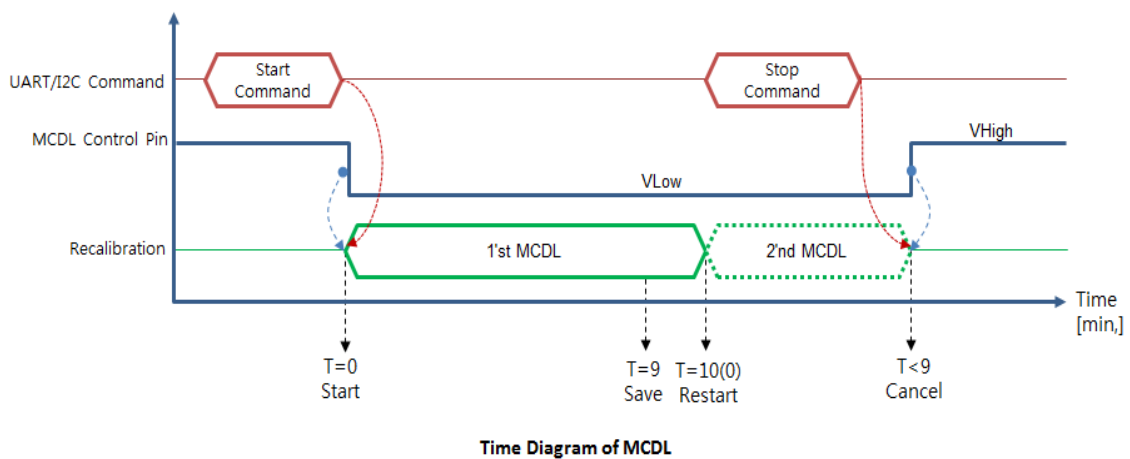 UART/I2C Command
Start
Command
Stop
Command
MCDL Control Pin
VHigh
VLow
Recalibration
1'st MCDL
2'nd MCDL
Time
[min,]
T=0
Start
T=9
Save
T=10(0)
Restart
T<9
Cancel
Time Diagram of MCDL